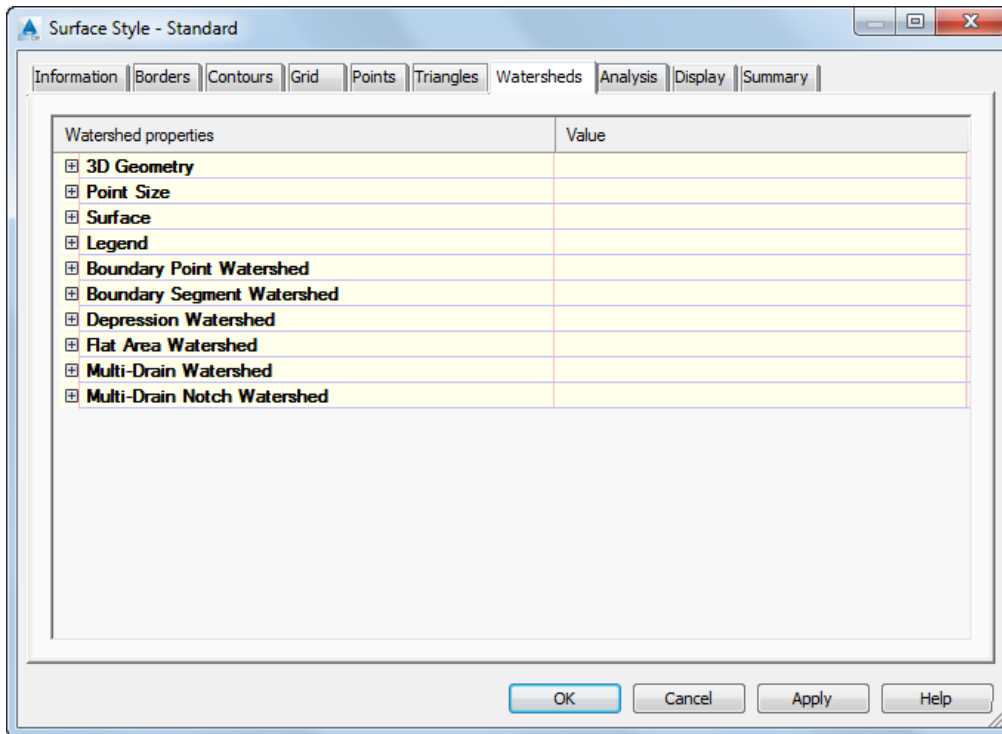 Surface Style - Standard
Information Borders Contours Grid Points Triangles Watersheds Analysis Display Summary
Watershed properties Value
3D Geometry
Point Size
Surface
Legend
Boundary Point Watershed
Boundary Segment Watershed
Depression Watershed
Flat Area Watershed
Multi-Drain Watershed
Multi-Drain Notch Watershed
OK Cancel Apply Help